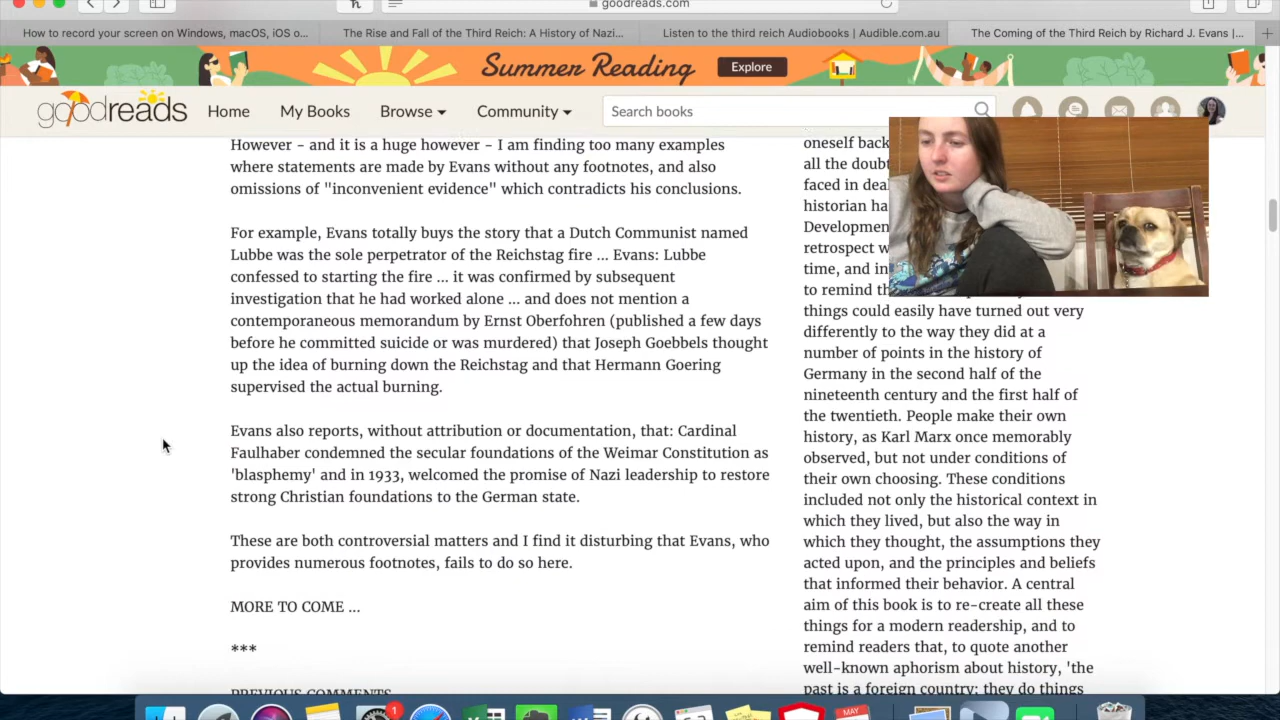 goodreads.com
How to record your screen on Windows, macOS, iOS o...
The Rise and Fall of the Third Reich: A History of Nazi...
Listen to the third reich Audiobooks | Audible.com.au
The Coming of the Third Reich by Richard J. Evans |...
Summer Reading
Explore
goodreads
Home
My Books
Browse
Community
Search books
However - and it is a huge however - I am finding too many examples
where statements are made by Evans without any footnotes, and also
omissions of "inconvenient evidence" which contradicts his conclusions.
For example, Evans totally buys the story that a Dutch Communist named
Lubbe was the sole perpetrator of the Reichstag fire ... Evans: Lubbe
confessed to starting the fire ... it was confirmed by subsequent
investigation that he had worked alone ... and does not mention a
contemporaneous memorandum by Ernst Oberfohren (published a few days
before he committed suicide or was murdered) that Joseph Goebbels thought
up the idea of burning down the Reichstag and that Hermann Goering
supervised the actual burning.
Evans also reports, without attribution or documentation, that: Cardinal
Faulhaber condemned the secular foundations of the Weimar Constitution as
'blasphemy' and in 1933, welcomed the promise of Nazi leadership to restore
strong Christian foundations to the German state.
These are both controversial matters and I find it disturbing that Evans, who
provides numerous footnotes, fails to do so here.
MORE TO COME ...
***
PREVIOUS COMMENTS
oneself back
all the doubt
faced in dea
historian ha
Developmen
retrospect w
time, and in
to remind th
things could easily have turned out very
differently to the way they did at a
number of points in the history of
Germany in the second half of the
nineteenth century and the first half of
the twentieth. People make their own
history, as Karl Marx once memorably
observed, but not under conditions of
their own choosing. These conditions
included not only the historical context in
which they lived, but also the way in
which they thought, the assumptions they
acted upon, and the principles and beliefs
that informed their behavior. A central
aim of this book is to re-create all these
things for a modern readership, and to
remind readers that, to quote another
well-known aphorism about history, 'the
past is a foreign country; they do things
1
MAY